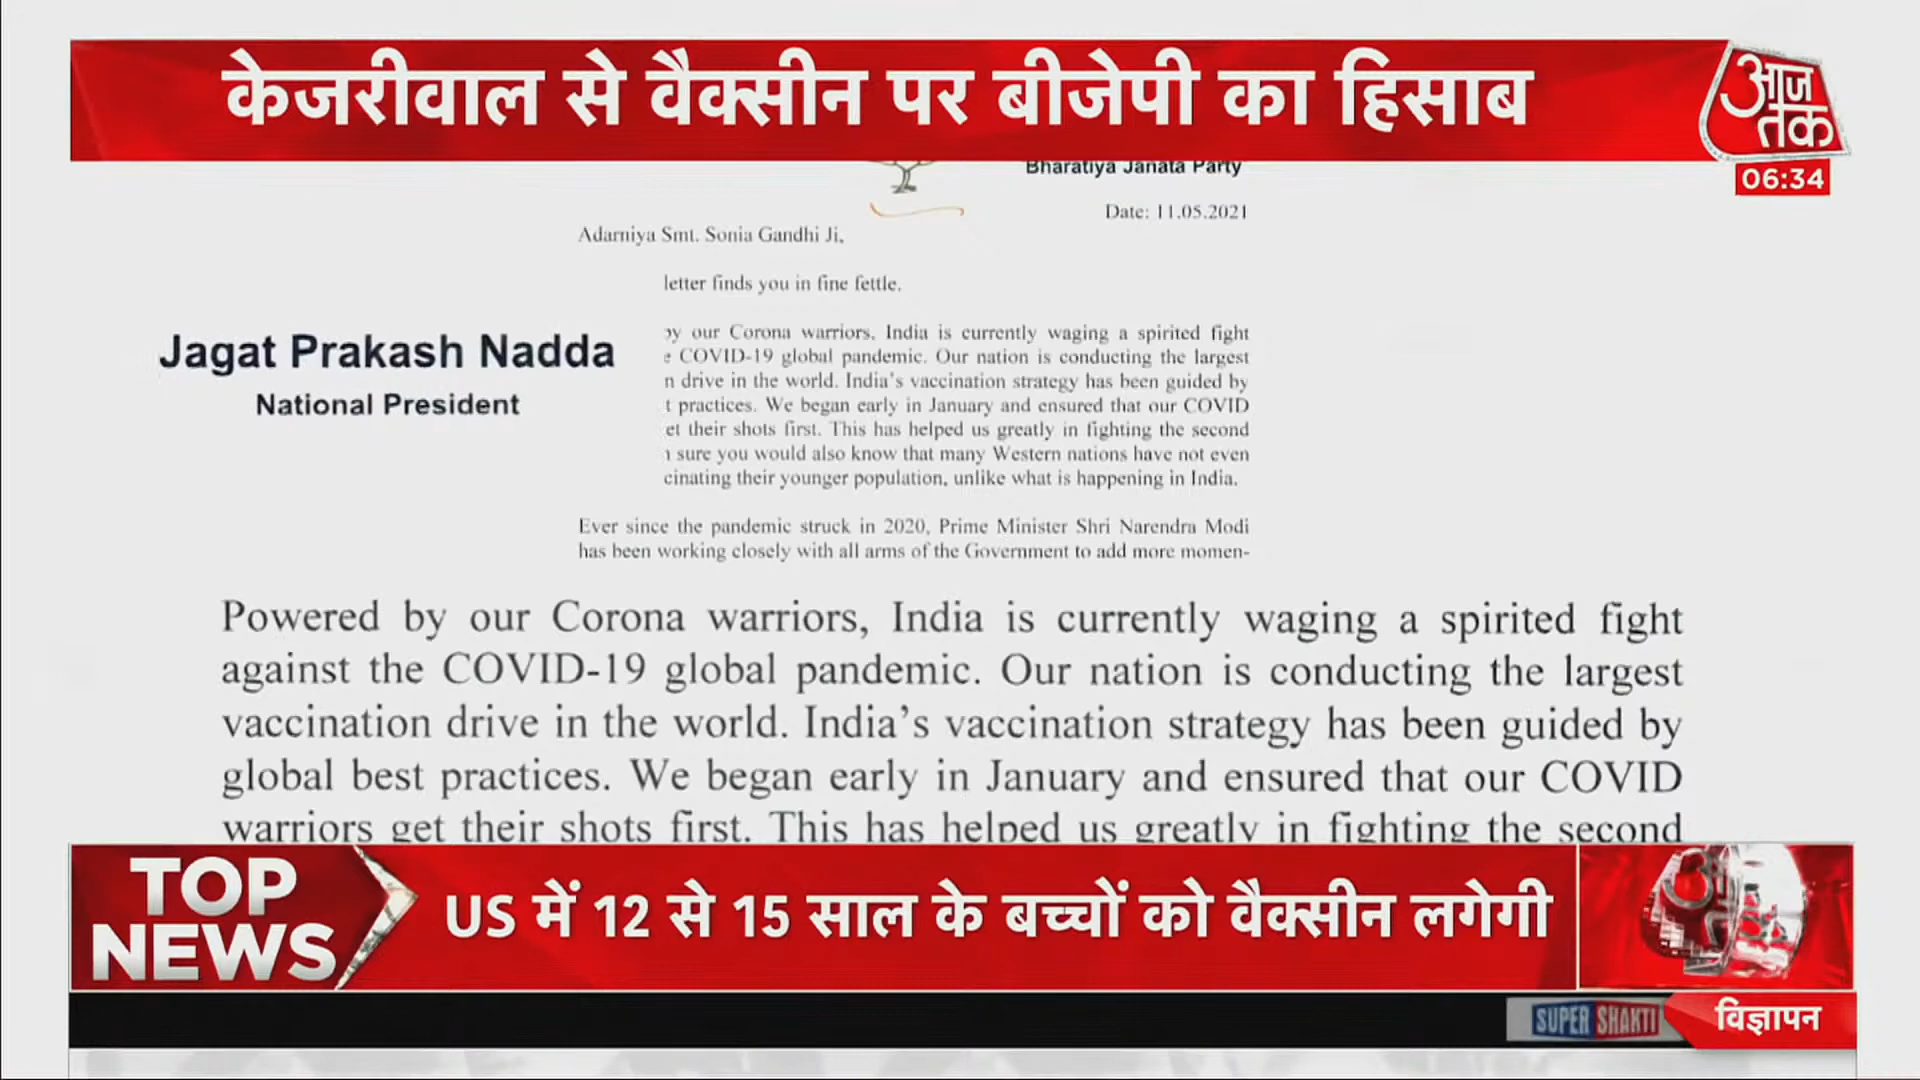 केजरीवाल से वैक्सीन पर बीजेपी का हिसाब
आज
तक
06:34
Bharatiya Janata Party
Date: 11.05.2021
Adarniya Smt. Sonia Gandhi Ji,
letter finds you in fine fettle.
Jagat Prakash Nadda
National President
by our Corona warriors, India is currently waging a spirited fight
e COVID-19 global pandemic. Our nation is conducting the largest
n drive in the world. India's vaccination strategy has been guided by
t practices. We began early in January and ensured that our COVID
et their shots first. This has helped us greatly in fighting the second
sure you would also know that many Western nations have not even
cinating their younger population, unlike what is happening in India.
Ever since the pandemic struck in 2020, Prime Minister Shri Narendra Modi
has been working closely with all arms of the Government to add more momen-
Powered by our Corona warriors, India is currently waging a spirited fight
against the COVID-19 global pandemic. Our nation is conducting the largest
vaccination drive in the world. India's vaccination strategy has been guided by
global best practices. We began early in January and ensured that our COVID
warriors get their shots first. This has helped us greatly in fighting the second
TOP
NEWS
US में 12 से 15 साल के बच्चों को वैक्सीन लगेगी
SUPER SHAKTI
विज्ञापन